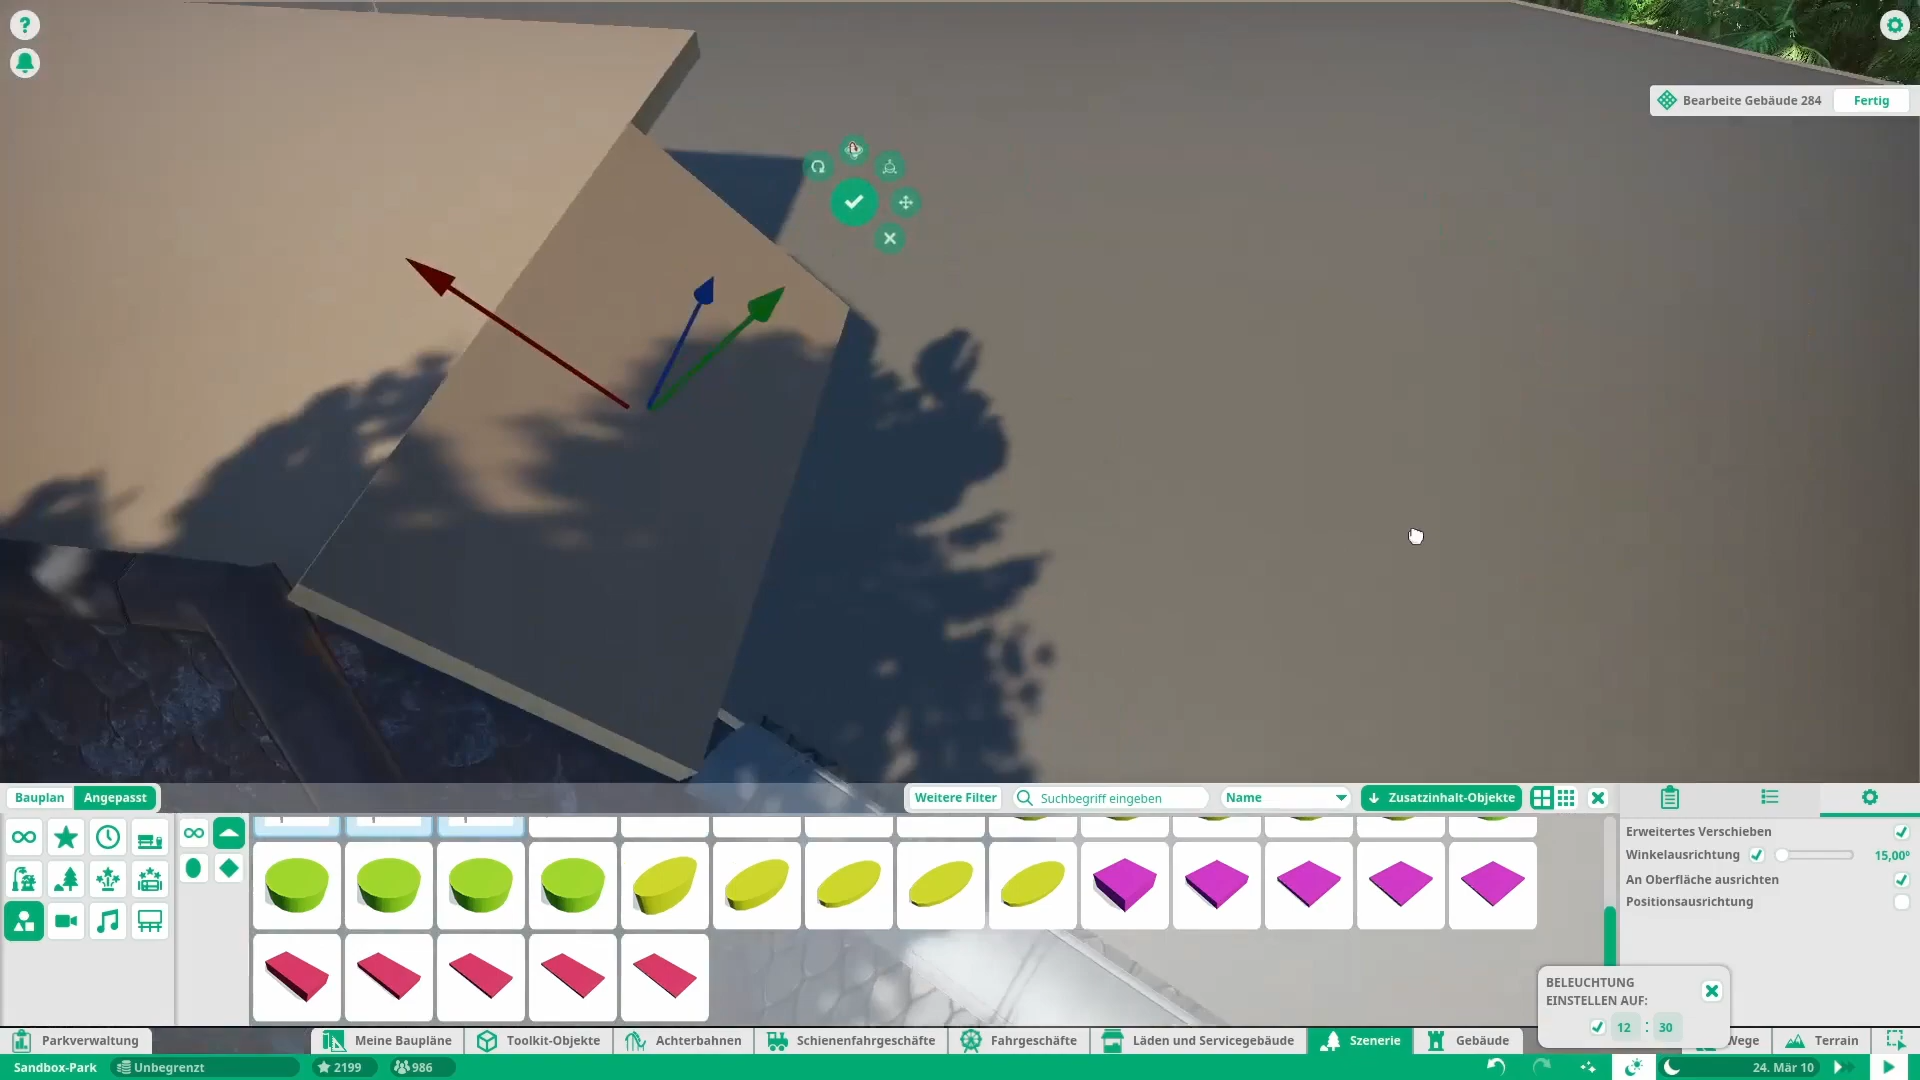 ?
Bearbeite Gebäude 284
Fertig
Bauplan
Angepasst
Weitere Filter
Suchbegriff eingeben
Name
Zusatzinhalt-Objekte
Erweitertes Verschieben
Winkelausrichtung
15,00°
An Oberfläche ausrichten
Positionsausrichtung
BELEUCHTUNG
EINSTELLEN AUF:
12 : 30
Parkverwaltung
Meine Baupläne
Toolkit-Objekte
Achterbahnen
Schienenfahrgeschäfte
Fahrgeschäfte
Läden und Servicegebäude
Szenerie
Gebäude
Wege
Terrain
Sandbox-Park
Unbegrenzt
2199
986
24. Mär 10